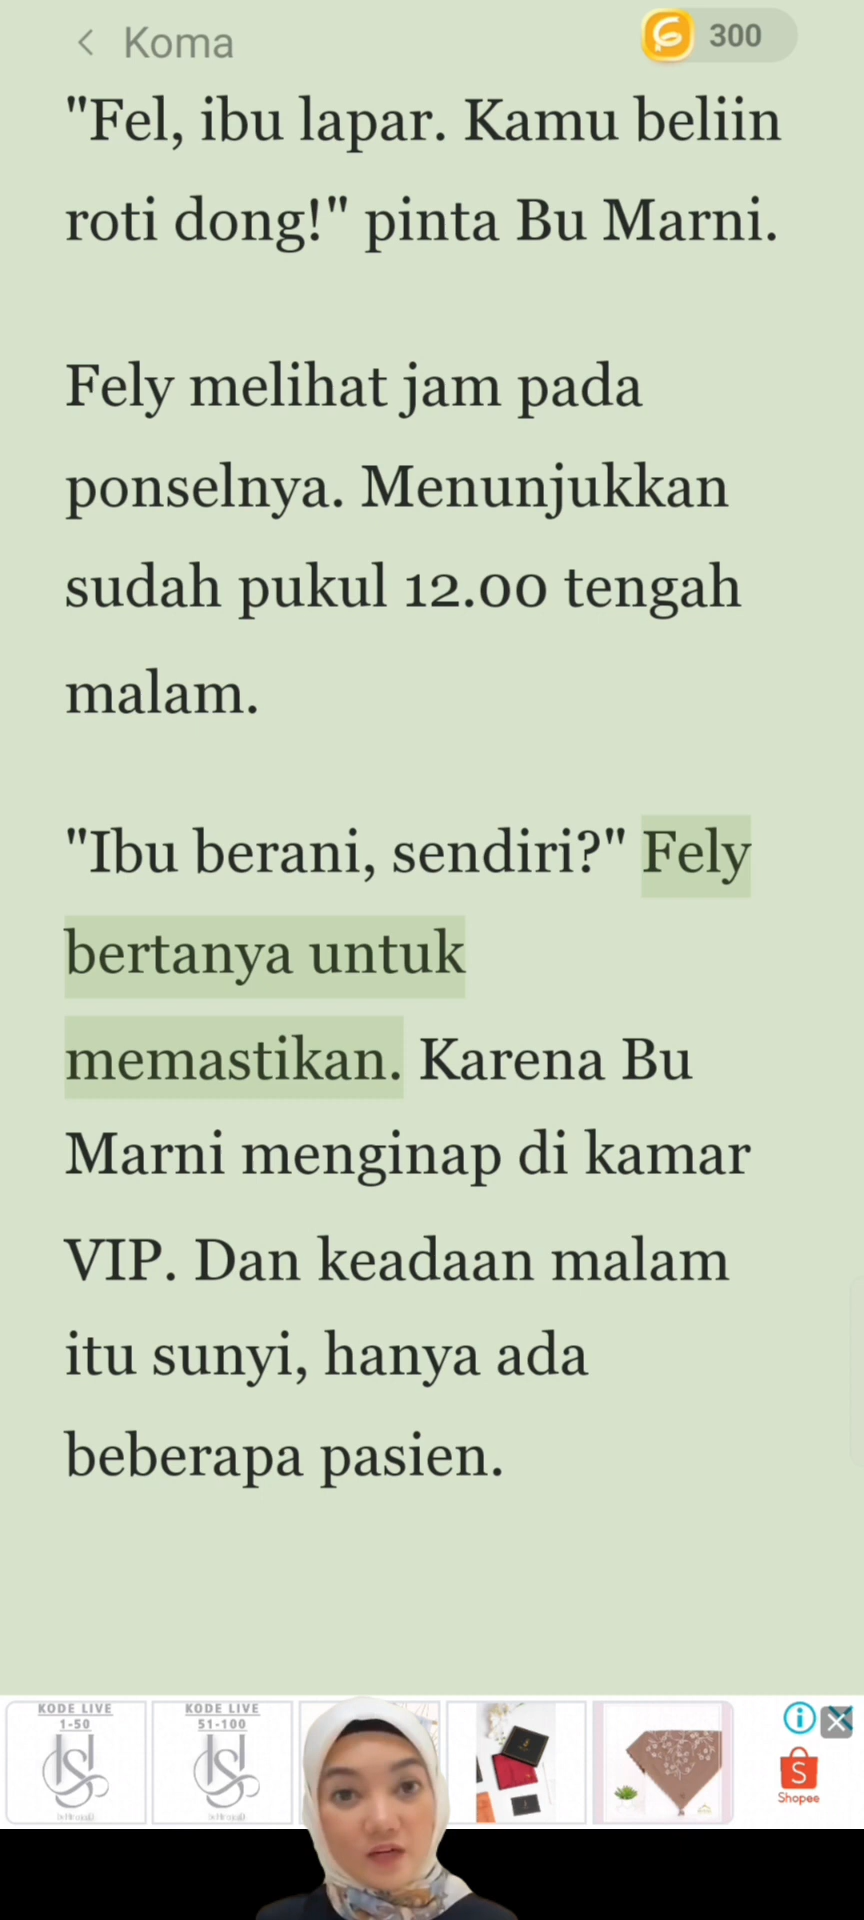 Koma
300
"Fel, ibu lapar. Kamu beliin
roti dong!" pinta Bu Marni.
Fely melihat jam pada
ponselnya. Menunjukkan
sudah pukul 12.00 tengah
malam.
"Ibu berani, sendiri?" Fely
bertanya untuk
memastikan. Karena Bu
Marni menginap di kamar
VIP. Dan keadaan malam
itu sunyi, hanya ada
beberapa pasien.
KODE LIVE
1-50
KODE LIVE
51-100
Shopee